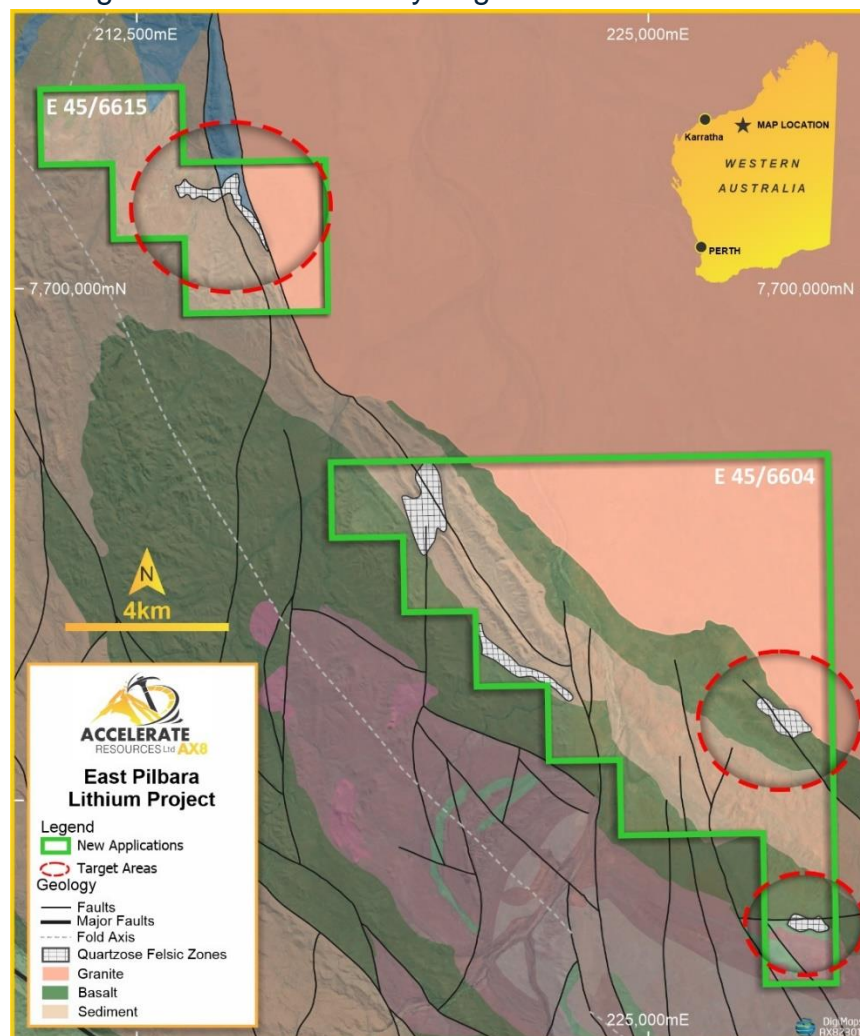 212,500mE
225,000mE
E 45/6615
Karratha
MAP LOCATION
WESTERN
AUSTRALIA
PERTH
7,700,000mN
7,700,000mN
E 45/6604
N
4km
ACCELERATE
RESOURCES Ltd AX8
East Pilbara
Lithium Project
Legend
New Applications
Target Areas
Geology
Faults
Major Faults
Fold Axis
Quartzose Felsic Zones
Granite
Basalt
Sediment
225,000mE
DigiMaps